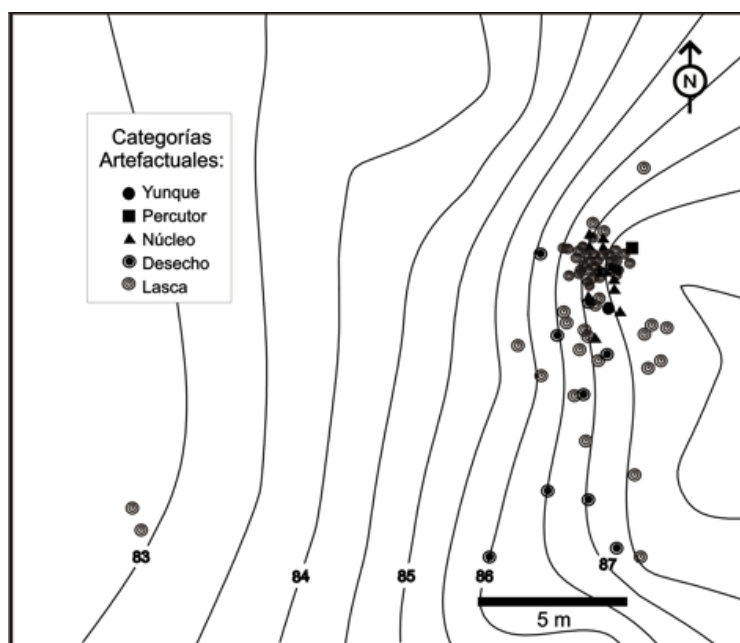 N
Categorías
Artefactuales:
Yunque
Percutor
Núcleo
Desecho
Lasca
83
84
85
86
87
5 m